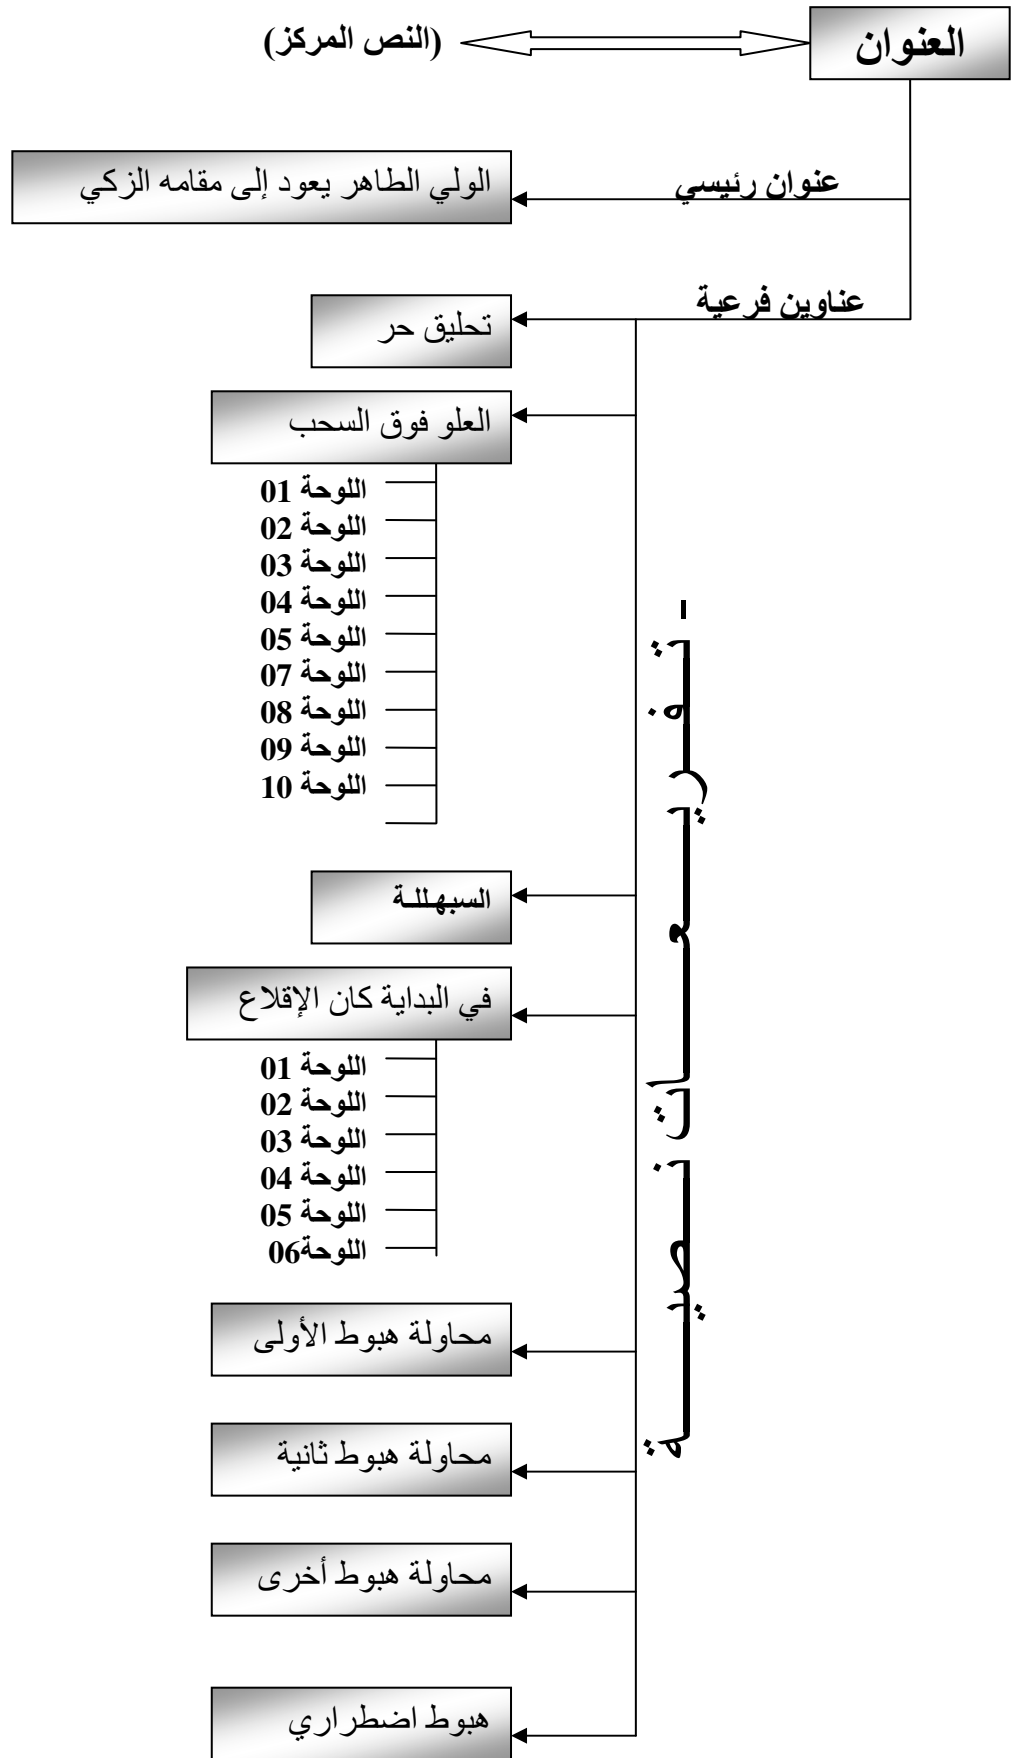 العنوان
(النص المركز)
عنوان رئيسي
الولي الطاهر يعود إلى مقامه الزكي
عناوين فرعية
تحليق حر
العلو فوق السحب
اللوحة 01
اللوحة 02
اللوحة 03
اللوحة 04
اللوحة 05
اللوحة 07
اللوحة 08
اللوحة 09
اللوحة 10
السبهللـة
في البداية كان الإقلاع
اللوحة 01
اللوحة 02
اللوحة 03
اللوحة 04
اللوحة 05
اللوحة06
محاولة هبوط الأولى
محاولة هبوط ثانية
محاولة هبوط أخرى
هبوط اضطراري
- تـفـريـعـات نـصيـة